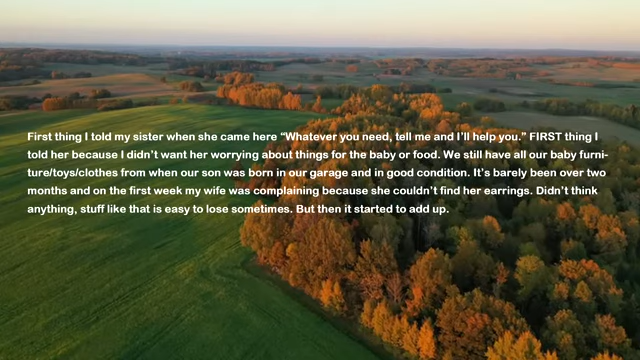 First thing I told my sister when she came here “Whatever you need, tell me and I’ll help you.” FIRST thing I
told her because I didn’t want her worrying about things for the baby or food. We still have all our baby furni-
ture/toys/clothes from when our son was born in our garage and in good condition. It’s barely been over two
months and on the first week my wife was complaining because she couldn’t find her earrings. Didn’t think
anything, stuff like that is easy to lose sometimes. But then it started to add up.